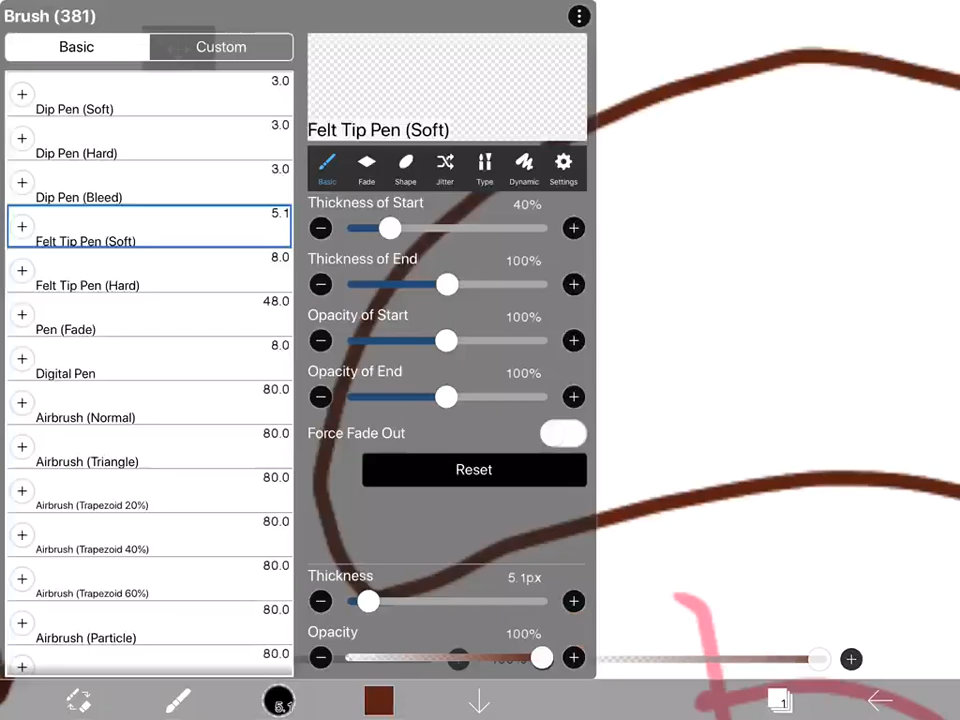 Brush (381)
Basic
Custom
3.0
Dip Pen (Soft)
3.0
Dip Pen (Hard)
3.0
Dip Pen (Bleed)
5.1
Felt Tip Pen (Soft)
8.0
Felt Tip Pen (Hard)
48.0
Pen (Fade)
8.0
Digital Pen
80.0
Airbrush (Normal)
80.0
Airbrush (Triangle)
80.0
Airbrush (Trapezoid 20%)
80.0
Airbrush (Trapezoid 40%)
80.0
Airbrush (Trapezoid 60%)
80.0
Airbrush (Particle)
80.0
Felt Tip Pen (Soft)
Basic
Fade
Shape
Jitter
Type
Dynamic
Settings
Thickness of Start 40%
Thickness of End 100%
Opacity of Start 100%
Opacity of End 100%
Force Fade Out
Reset
Thickness 5.1px
Opacity 100%
5.1
1